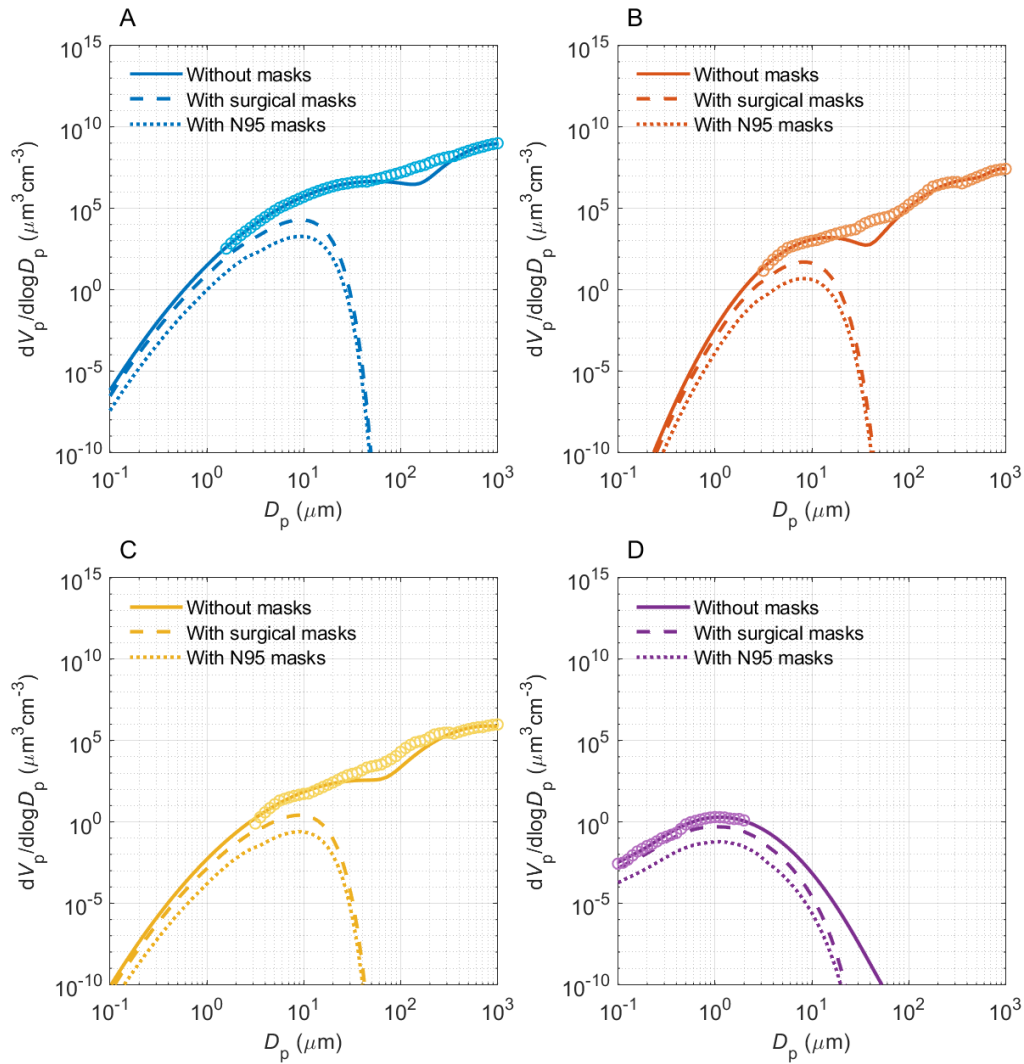 A
10^15
10^10
10^5
10^0
10^-5
10^-10
dV_p/dlogD_p (μm^3cm^-3)
Without masks
With surgical masks
With N95 masks
10^-1 10^0 10^1 10^2 10^3
D_p (μm)
B
10^15
10^10
10^5
10^0
10^-5
10^-10
dV_p/dlogD_p (μm^3cm^-3)
Without masks
With surgical masks
With N95 masks
10^-1 10^0 10^1 10^2 10^3
D_p (μm)
C
10^15
10^10
10^5
10^0
10^-5
10^-10
dV_p/dlogD_p (μm^3cm^-3)
Without masks
With surgical masks
With N95 masks
10^-1 10^0 10^1 10^2 10^3
D_p (μm)
D
10^15
10^10
10^5
10^0
10^-5
10^-10
dV_p/dlogD_p (μm^3cm^-3)
Without masks
With surgical masks
With N95 masks
10^-1 10^0 10^1 10^2 10^3
D_p (μm)